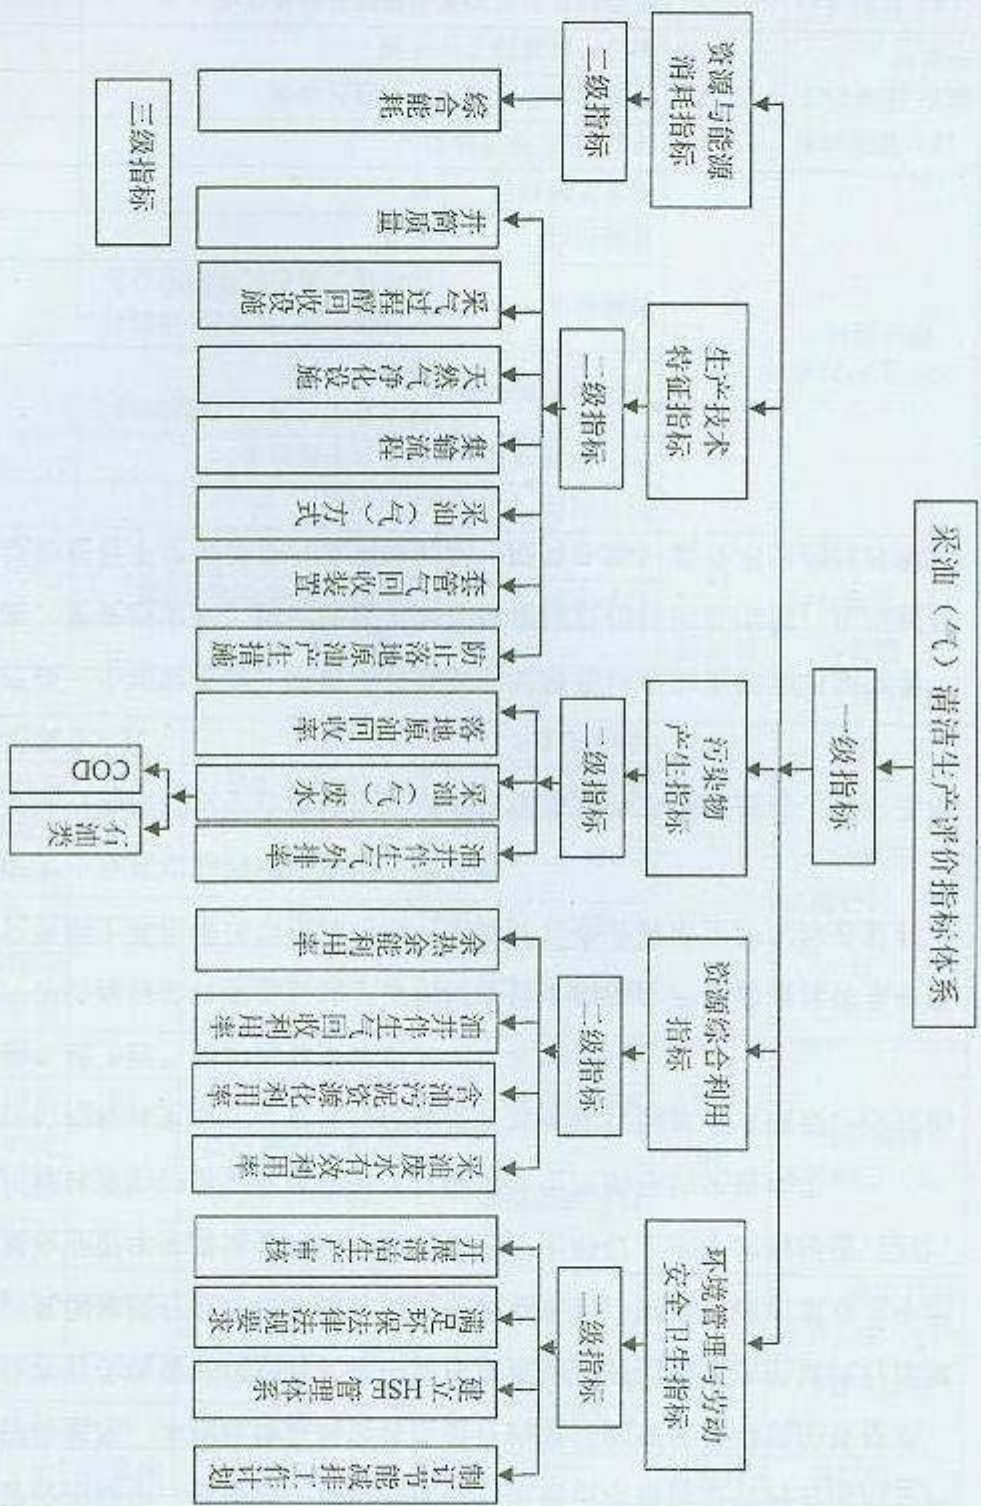 采油（气）清洁生产评价指标体系
一级指标
资源与能源
消耗指标
生产技术
特征指标
污染物
产生指标
资源综合利用
指标
环境管理与劳动
安全卫生指标
二级指标
二级指标
二级指标
二级指标
二级指标
综合能耗
井筒质量
采气过程醇回收设施
天然气净化设施
集输流程
采油（气）方式
套管气回收装置
防止落地原油产生措施
落地原油回收率
采油（气）废水
油井伴生气外排率
余热余能利用率
油井伴生气回收利用率
含油污泥资源化利用率
采油废水有效利用率
开展清洁生产审核
满足环保法律法规要求
建立 HSE 管理体系
制订节能减排工作计划
三级指标
COD
石油类